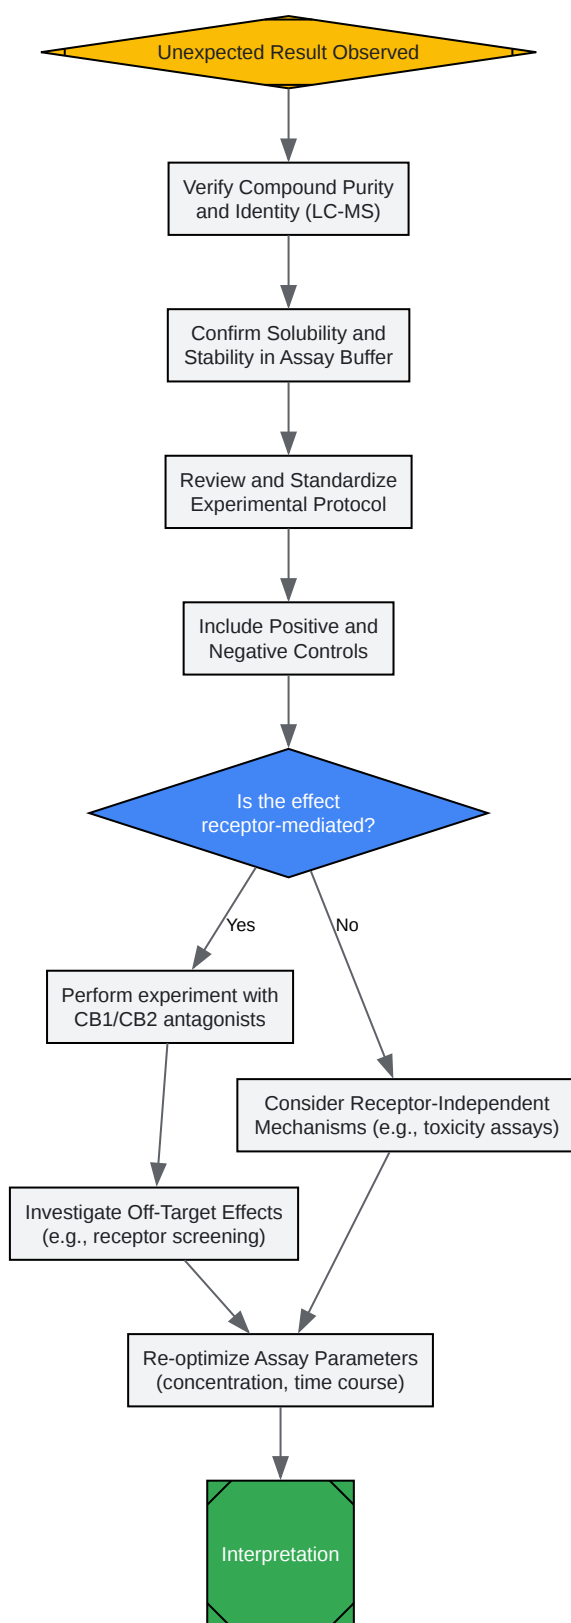 Unexpected Result Observed
Verify Compound Purity
and Identity (LC-MS)
Confirm Solubility and
Stability in Assay Buffer
Review and Standardize
Experimental Protocol
Include Positive and
Negative Controls
Is the effect
receptor-mediated?
Yes
No
Perform experiment with
CB1/CB2 antagonists
Consider Receptor-Independent
Mechanisms (e.g., toxicity assays)
Investigate Off-Target Effects
(e.g., receptor screening)
Re-optimize Assay Parameters
(concentration, time course)
Interpretation